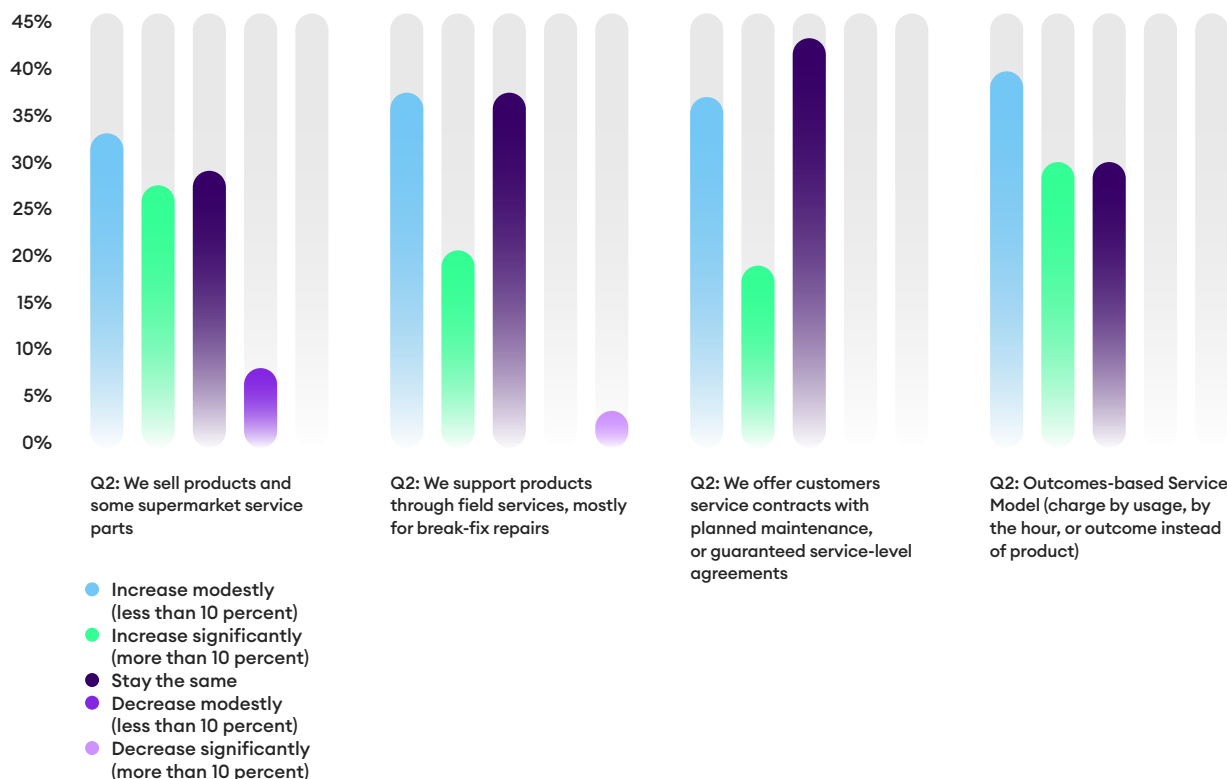 45%
40%
35%
30%
25%
20%
15%
10%
5%
0%
Q2: We sell products and
some supermarket service
parts
Q2: We support products
through field services, mostly
for break-fix repairs
Q2: We offer customers
service contracts with
planned maintenance,
or guaranteed service-level
agreements
Q2: Outcomes-based Service
Model (charge by usage, by
the hour, or outcome instead
of product)
Increase modestly
(less than 10 percent)
Increase significantly
(more than 10 percent)
Stay the same
Decrease modestly
(less than 10 percent)
Decrease significantly
(more than 10 percent)